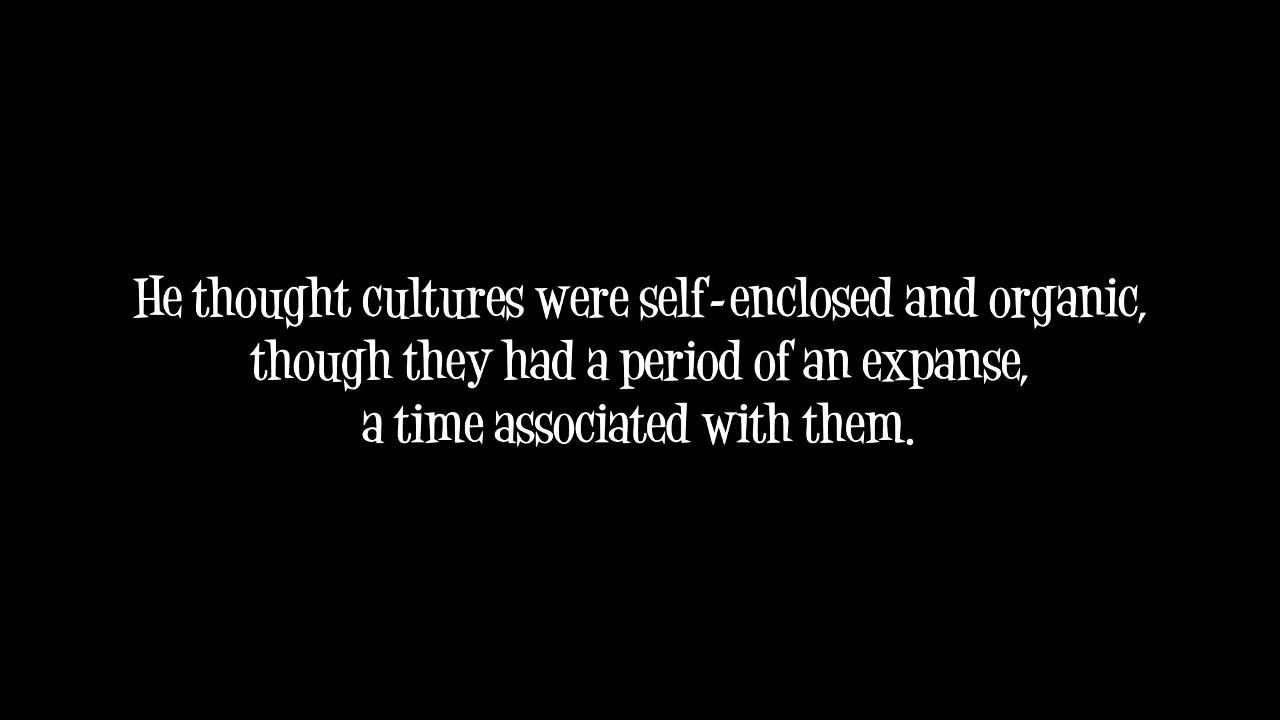 He thought cultures were self-enclosed and organic,
though they had a period of an expanse,
a time associated with them.